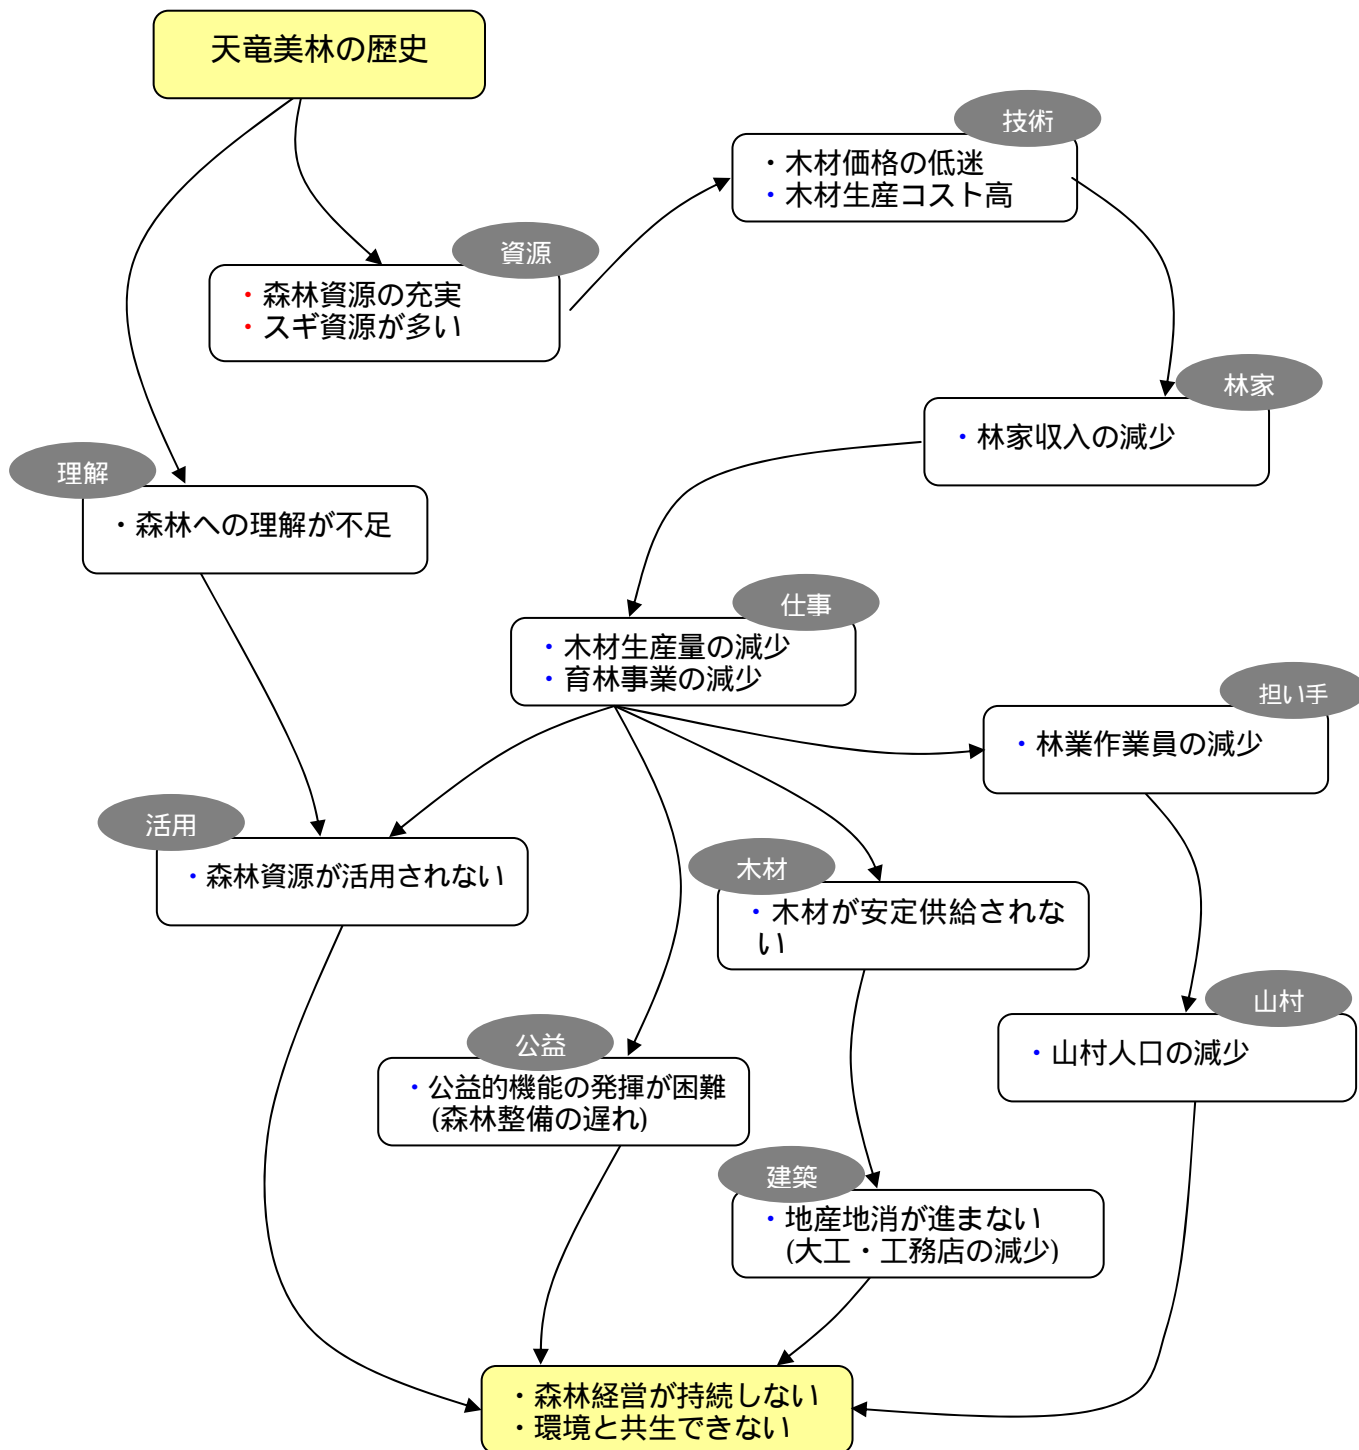 天竜美林の歴史
技術
・木材価格の低迷
・木材生産コスト高
資源
・森林資源の充実
・スギ資源が多い
林家
・林家収入の減少
理解
・森林への理解が不足
仕事
・木材生産量の減少
・育林事業の減少
担い手
・林業作業員の減少
活用
・森林資源が活用されない
木材
・木材が安定供給されな
い
山村
・山村人口の減少
公益
・公益的機能の発揮が困難
(森林整備の遅れ)
建築
・地産地消が進まない
(大工・工務店の減少)
・森林経営が持続しない
・環境と共生できない